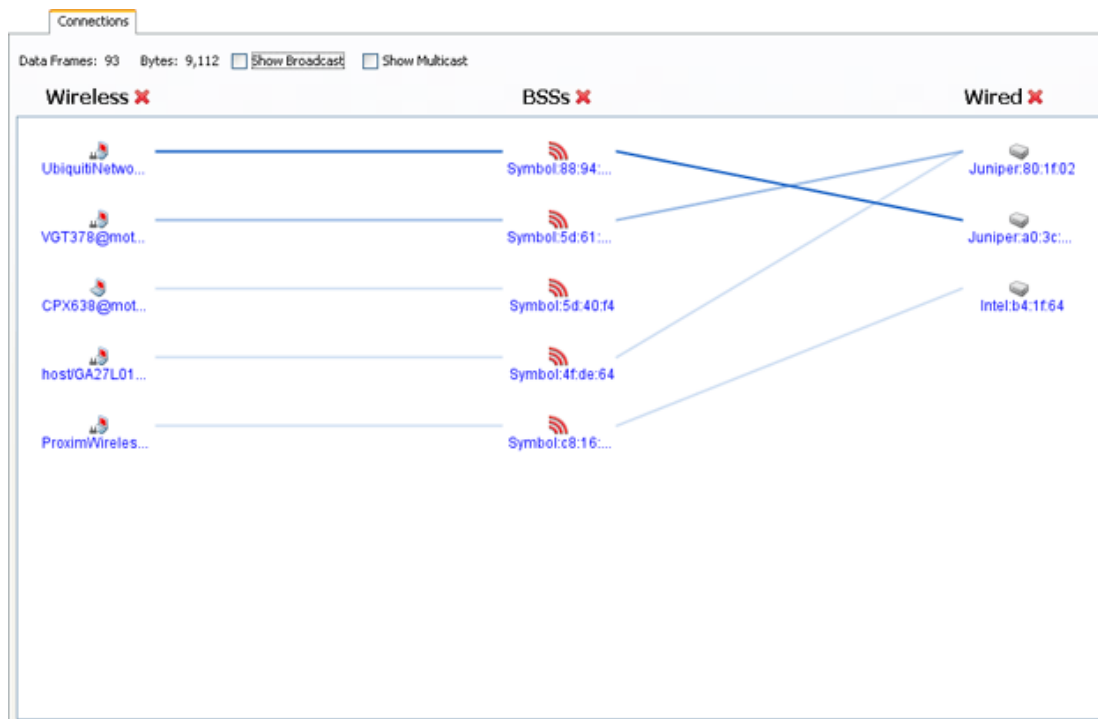 Connections
Data Frames: 93 Bytes: 9,112 Show Broadcast Show Multicast
Wireless BSSs Wired
UbiquitiNetwo... Symbol:88:94:... Juniper:80:1f:02
VGT378@mot... Symbol:5d:61:... Juniper:a0:3c:...
CPX638@mot... Symbol:5d:40:f4 Intel:b4:1f:64
host/GA27L01... Symbol:4f:de:64
ProximWireles... Symbol:c8:16:...